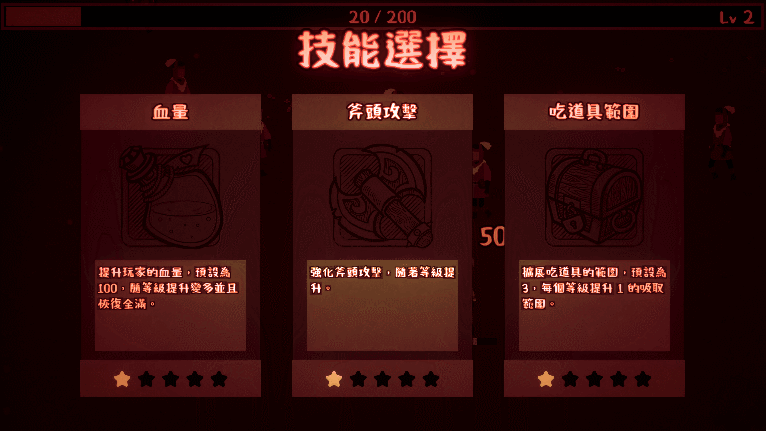 20 / 200
Lv 2
技能選擇
血量
斧頭攻擊
吃道具範圍
50
提升玩家的血量，預設為
100，隨等級提升變多並且
恢復全滿。
強化斧頭攻擊，隨著等級提
升。
擴展吃道具的範圍，預設為
3，每個等級提升 1 的吸取
範圍。